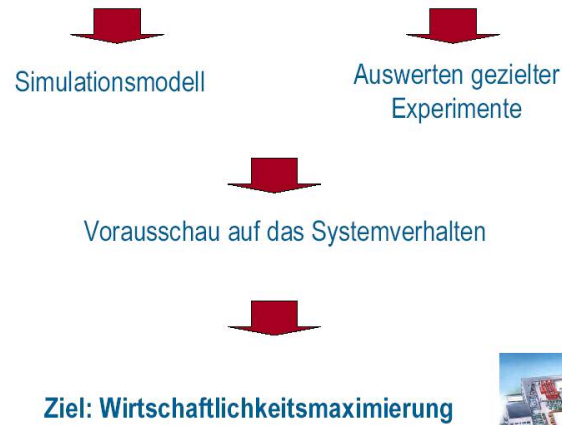 Simulationsmodell
Auswerten gezielter
Experimente
Vorausschau auf das Systemverhalten
Ziel: Wirtschaftlichkeitsmaximierung